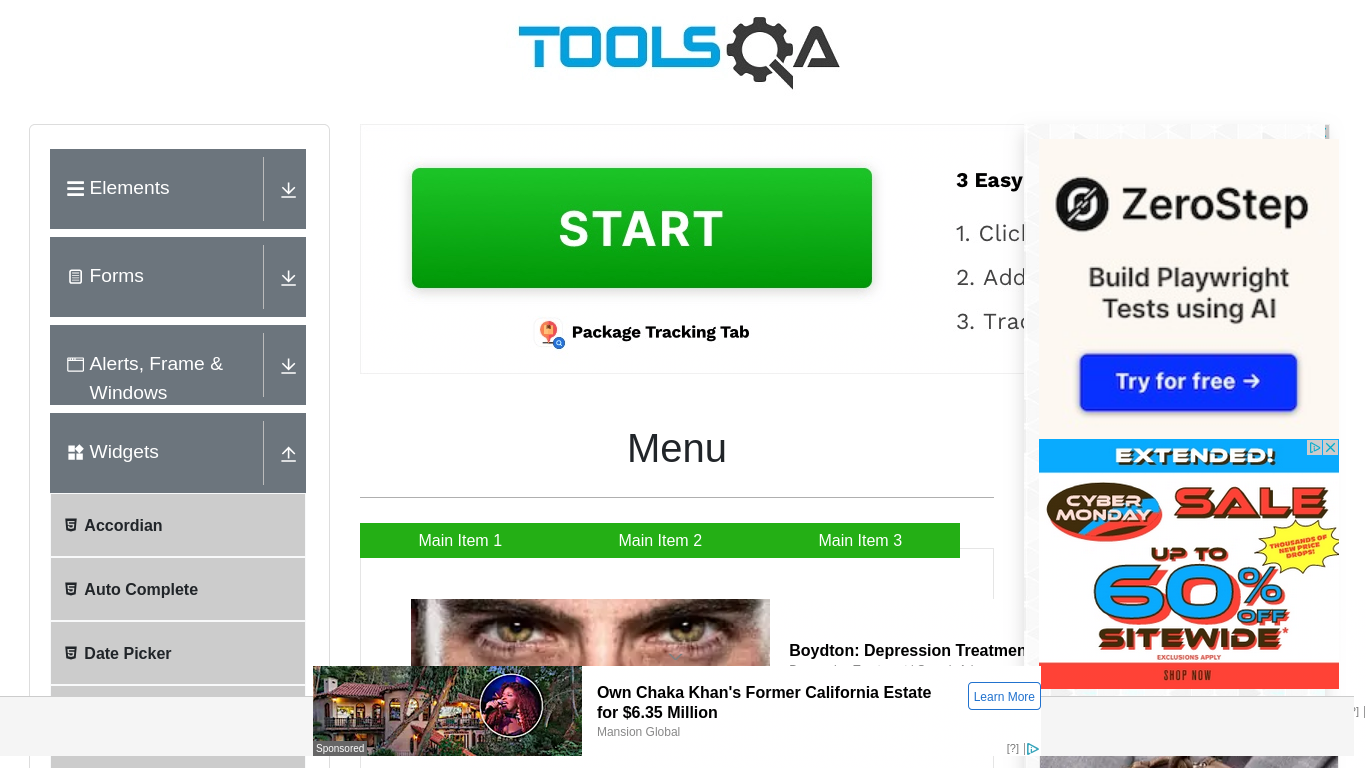 TOOLSQA
Elements
Forms
Alerts, Frame &
Windows
Widgets
Accordian
Auto Complete
Date Picker
START
Package Tracking Tab
3 Easy
1. Click
2. Add
3.
Menu
Main Item 1
Main Item 2
Main Item 3
Boydton: Depression Treatmen
ZeroStep
Build Playwright
Tests using AI
Try for free →
EXTENDED!
CYBER
MONDAY
SALE
THOUSANDS OF
NEW PRICE
DROPS!
UP TO
60% OFF
SITEWIDE*
EXCLUSIONS APPLY
SHOP NOW
Own Chaka Khan's Former California Estate
for $6.35 Million
Mansion Global
Learn More
Sponsored
[?]